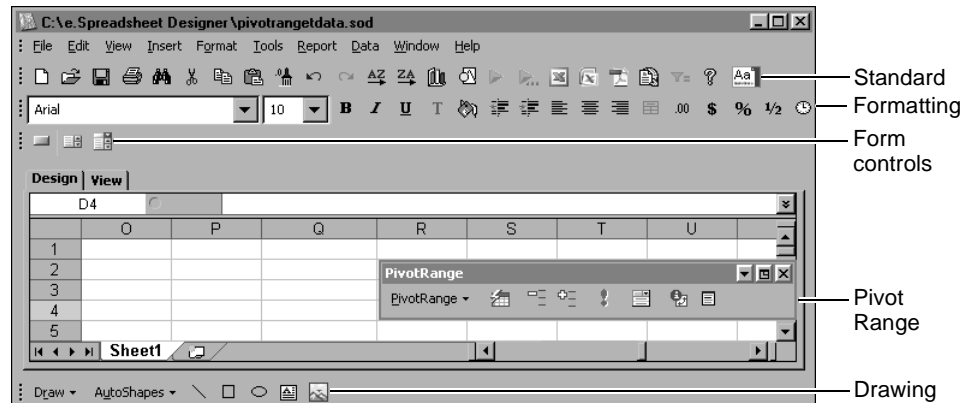 C:\e.Spreadsheet Designer\pivotrangetdata.sod
File Edit View Insert Format Tools Report Data Window Help
Aa
Standard
Arial 10 B I U T .00 $ % 1/2
Formatting
Form
controls
Design View
D4
O P Q R S T U
1
2
PivotRange
3
PivotRange
4
Pivot
Range
5
Sheet1
Draw AutoShapes
Drawing